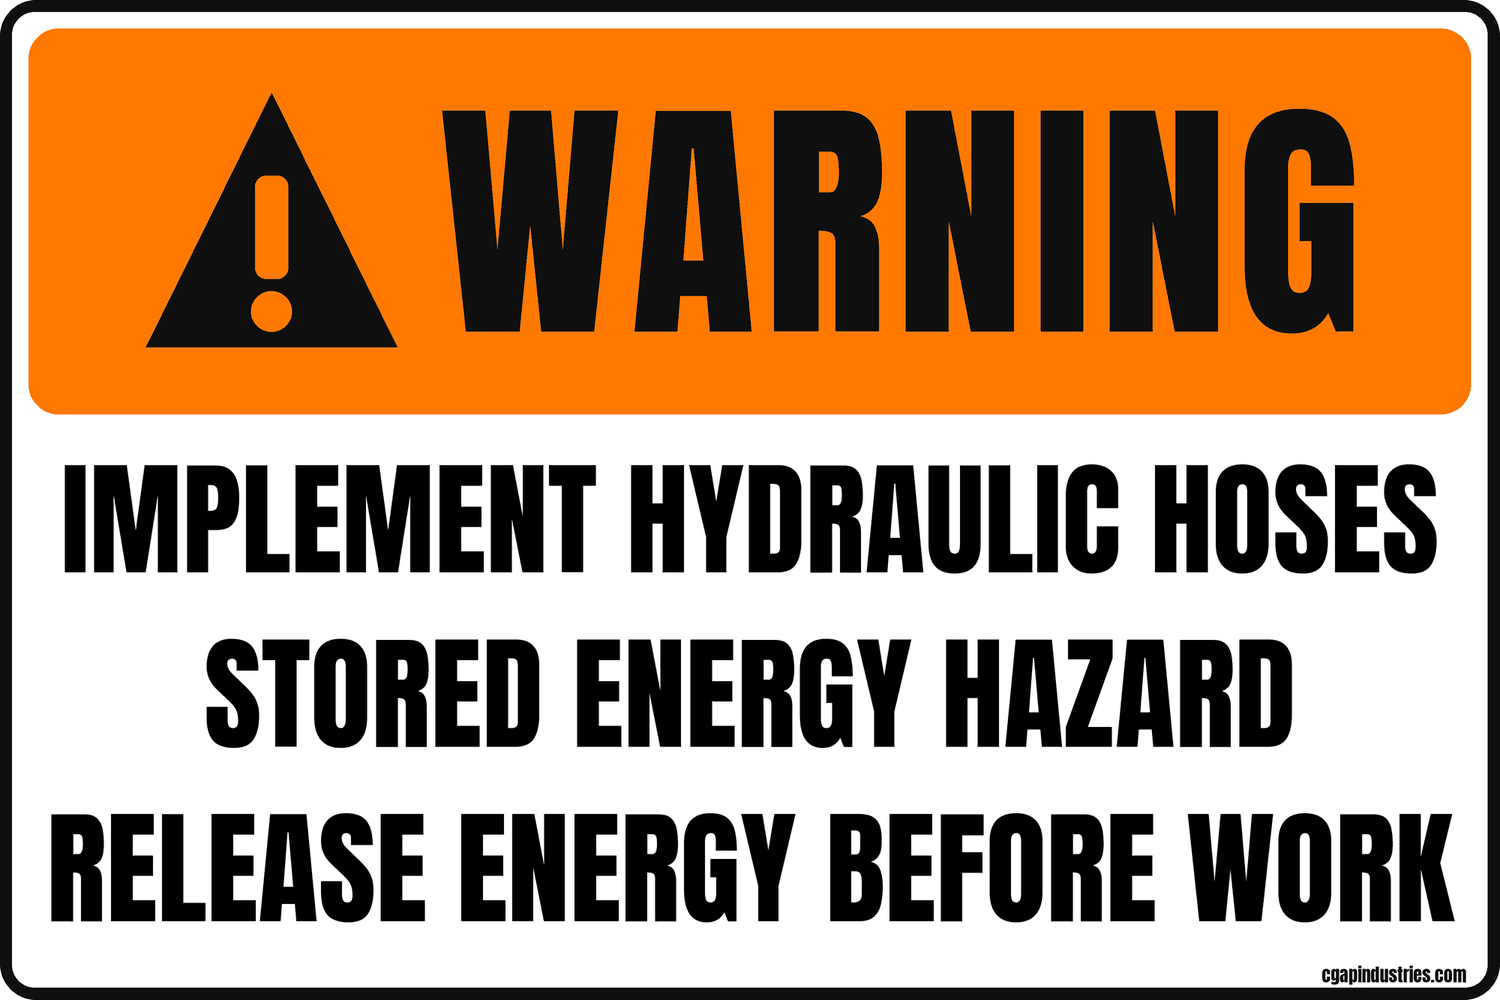 WARNING
IMPLEMENT HYDRAULIC HOSES
STORED ENERGY HAZARD
RELEASE ENERGY BEFORE WORK
cgapindustries.com